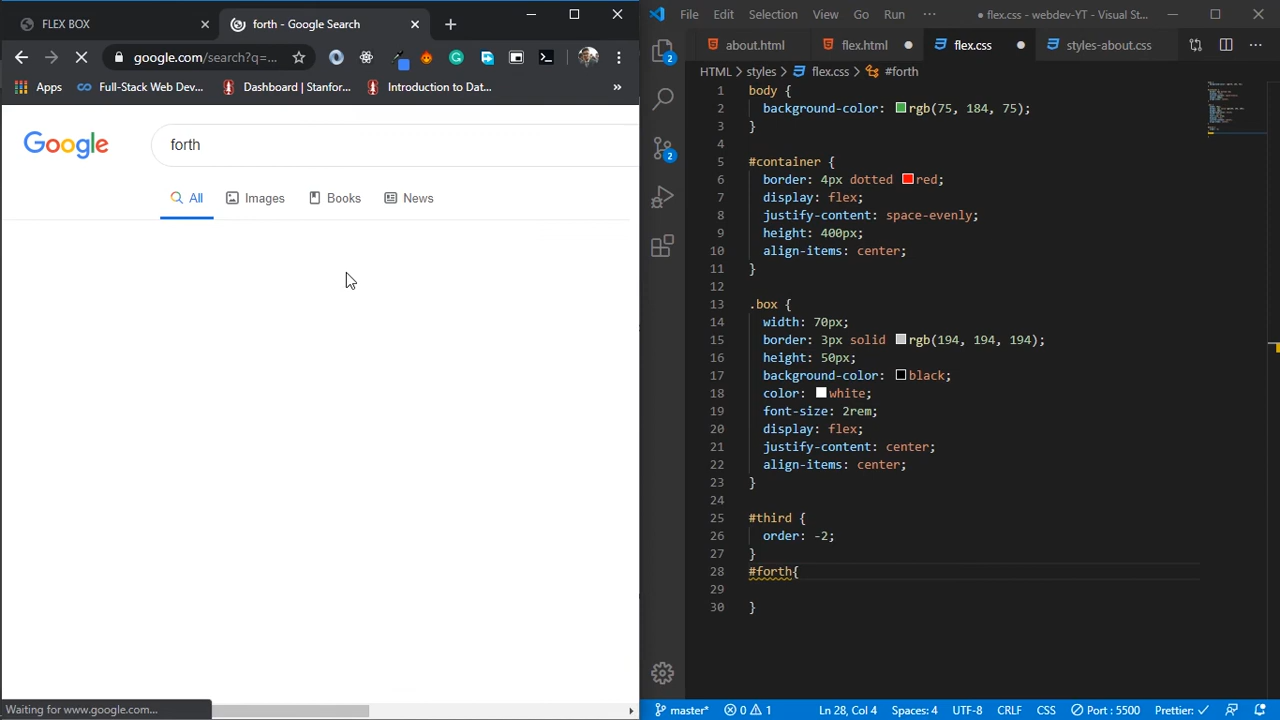 FLEX BOX
forth - Google Search
google.com/search?q=...
Apps
Full-Stack Web Dev...
Dashboard | Stanfor...
Introduction to Dat...
»
Google
forth
All
Images
Books
News
Waiting for www.google.com...
File Edit Selection View Go Run ...
● flex.css - webdev-YT - Visual St...
about.html
flex.html
flex.css
styles-about.css
HTML > styles > flex.css > #forth
2
2
1 body {
2 background-color: rgb(75, 184, 75);
3 }
4
5 #container {
6 border: 4px dotted red;
7 display: flex;
8 justify-content: space-evenly;
9 height: 400px;
10 align-items: center;
11 }
12
13 .box {
14 width: 70px;
15 border: 3px solid rgb(194, 194, 194);
16 height: 50px;
17 background-color: black;
18 color: white;
19 font-size: 2rem;
20 display: flex;
21 justify-content: center;
22 align-items: center;
23 }
24
25 #third {
26 order: -2;
27 }
28 #forth{
29
30 }
master* 0 1 Ln 28, Col 4 Spaces: 4 UTF-8 CRLF CSS Port : 5500 Prettier: ✓